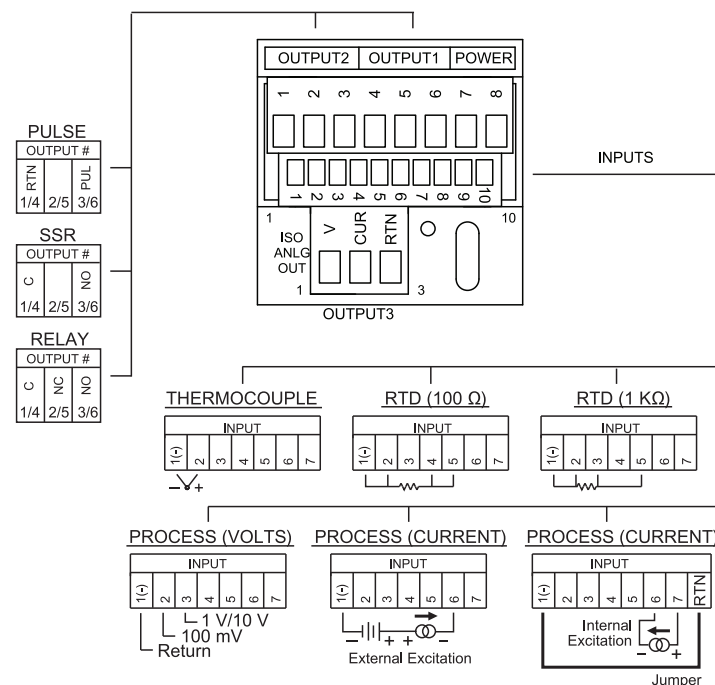 OUTPUT2 OUTPUT1 POWER
1 2 3 4 5 6 7 8
1 2 3 4 5 6 7 8 9 10
1 10
ISO
ANLG
OUT
V CUR RTN
1 3
OUTPUT3
INPUTS
PULSE
OUTPUT #
RTN PUL
1/4 2/5 3/6
SSR
OUTPUT #
C NO
1/4 2/5 3/6
RELAY
OUTPUT #
C NC NO
1/4 2/5 3/6
THERMOCOUPLE
INPUT
1(-) 2 3 4 5 6 7
− +
RTD (100 Ω)
INPUT
1(-) 2 3 4 5 6 7
RTD (1 KΩ)
INPUT
1(-) 2 3 4 5 6 7
PROCESS (VOLTS)
INPUT
1(-) 2 3 4 5 6 7
1 V/10 V
100 mV
Return
PROCESS (CURRENT)
INPUT
1(-) 2 3 4 5 6 7
− + + −
External Excitation
PROCESS (CURRENT)
INPUT
1(-) 2 3 4 5 6 7 RTN
Internal
Excitation
− +
Jumper